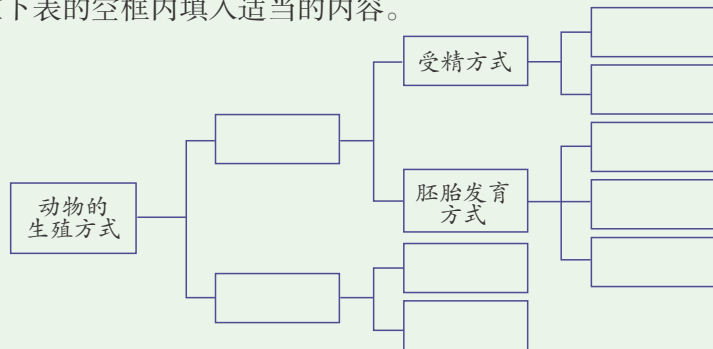 下表的空框内填入适当的内容。
受精方式
胚胎发育
方式
动物的
生殖方式